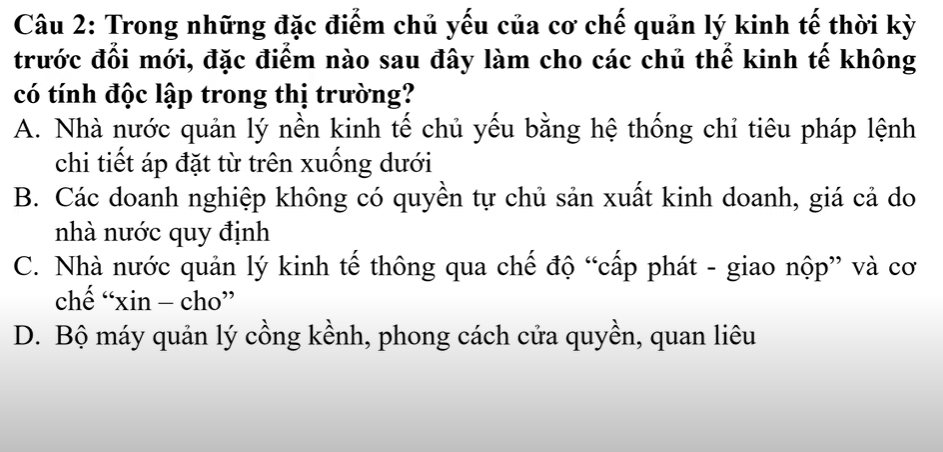 Câu 2: Trong những đặc điểm chủ yếu của cơ chế quản lý kinh tế thời kỳ
trước đổi mới, đặc điểm nào sau đây làm cho các chủ thể kinh tế không
có tính độc lập trong thị trường?
A. Nhà nước quản lý nền kinh tế chủ yếu bằng hệ thống chỉ tiêu pháp lệnh
chi tiết áp đặt từ trên xuống dưới
B. Các doanh nghiệp không có quyền tự chủ sản xuất kinh doanh, giá cả do
nhà nước quy định
C. Nhà nước quản lý kinh tế thông qua chế độ “cấp phát - giao nộp” và cơ
chế “xin – cho”
D. Bộ máy quản lý cồng kềnh, phong cách cửa quyền, quan liêu